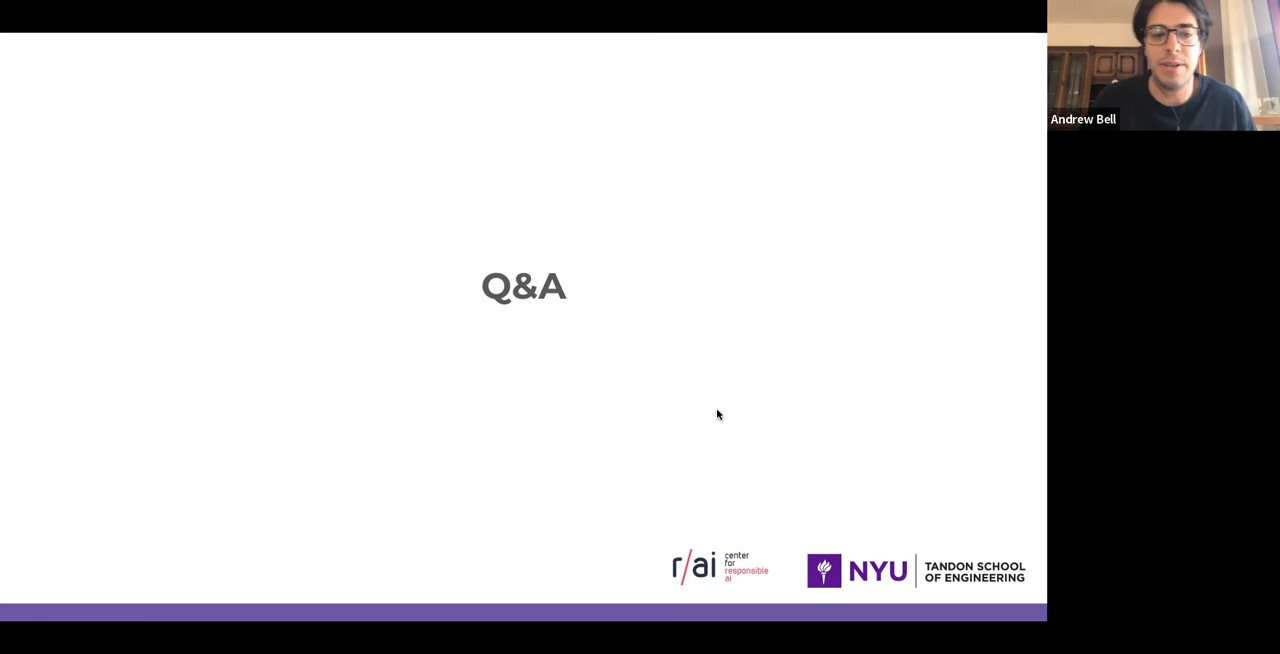 Andrew Bell
Q&A
r/ai
center
for
responsible
ai
NYU
TANDON SCHOOL
OF ENGINEERING